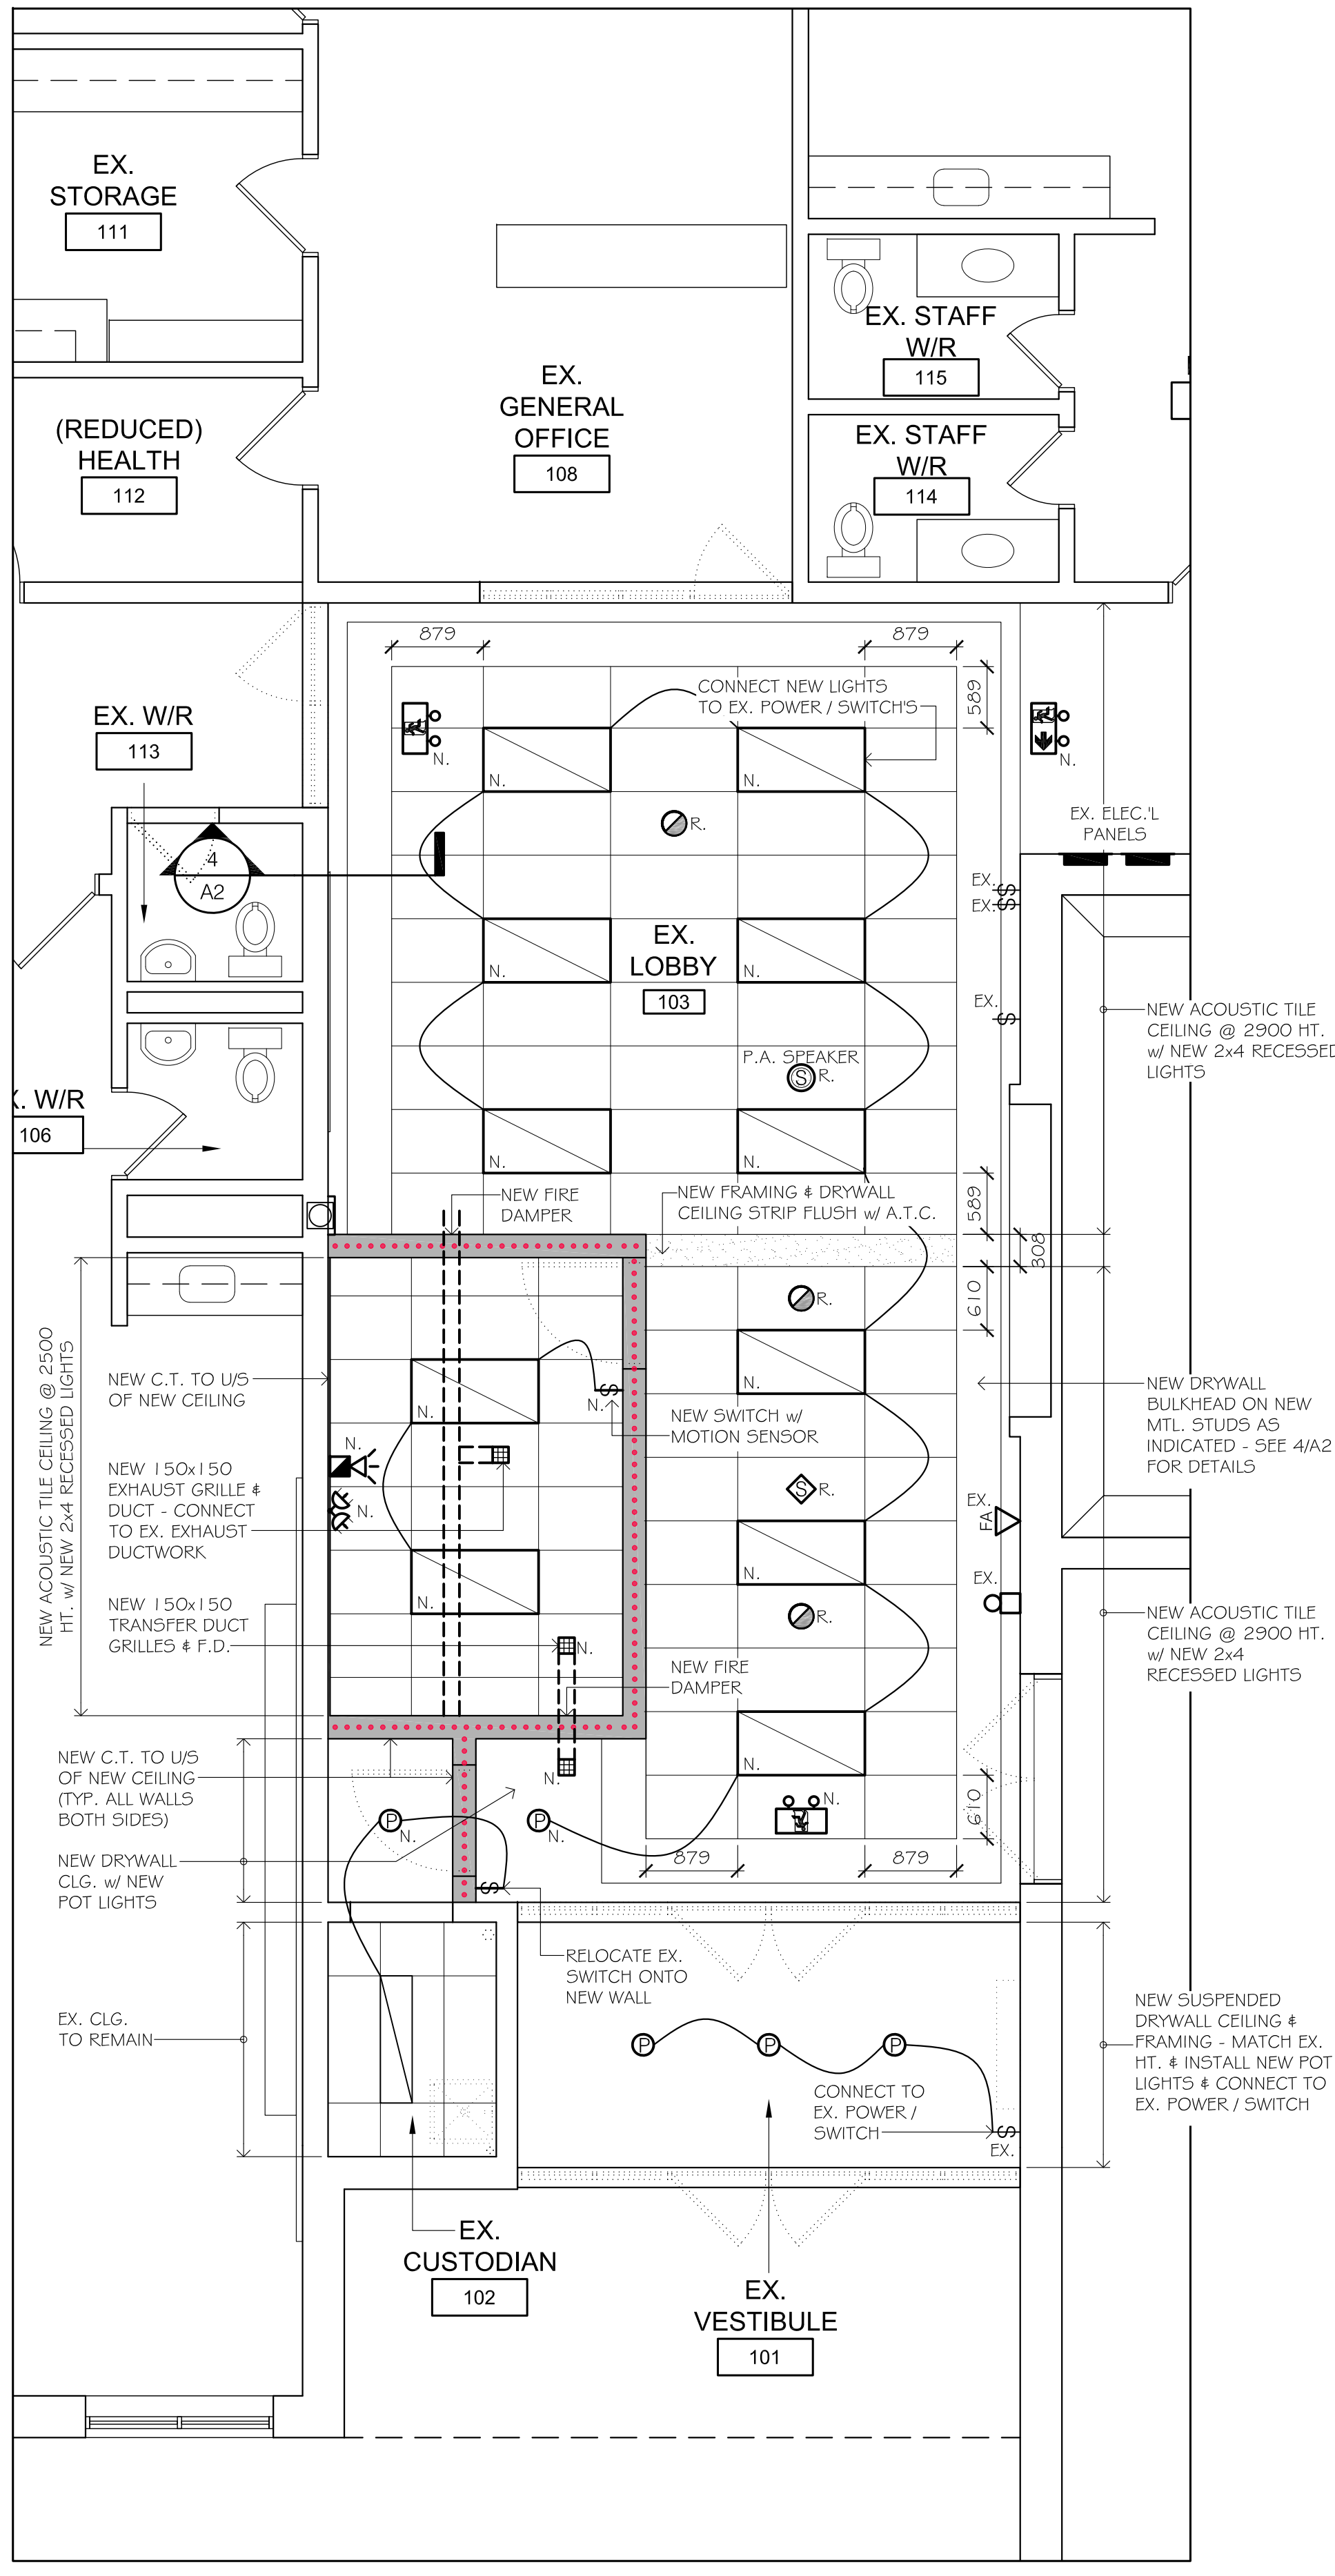 EX.
STORAGE
111
EX. STAFF
W/R
115
(REDUCED)
HEALTH
112
EX.
GENERAL
OFFICE
108
EX. STAFF
W/R
114
879
879
589
CONNECT NEW LIGHTS
TO EX. POWER / SWITCH'S
EX. W/R
113
N.
N.
N.
N.
R.
EX. ELEC.'L
PANELS
4
A2
EX.
EX.
EX.
LOBBY
103
N.
N.
EX.
NEW ACOUSTIC TILE
CEILING @ 2900 HT.
w/ NEW 2x4 RECESSED
LIGHTS
P.A. SPEAKER
S
R.
. W/R
106
N.
N.
NEW FIRE
DAMPER
NEW FRAMING & DRYWALL
CEILING STRIP FLUSH w/ A.T.C.
589
308
610
R.
NEW ACOUSTIC TILE CEILING @ 2500
HT. w/ NEW 2x4 RECESSED LIGHTS
NEW C.T. TO U/S
OF NEW CEILING
N.
N.
S
N.
NEW SWITCH w/
MOTION SENSOR
NEW DRYWALL
BULKHEAD ON NEW
MTL. STUDS AS
INDICATED - SEE 4/A2
FOR DETAILS
NEW 150x150
EXHAUST GRILLE &
DUCT - CONNECT
TO EX. EXHAUST
DUCTWORK
N.
N.
S
R.
EX.
FA
N.
N.
EX.
NEW 150x150
TRANSFER DUCT
GRILLES & F.D.
N.
R.
NEW ACOUSTIC TILE
CEILING @ 2900 HT.
w/ NEW 2x4
RECESSED LIGHTS
NEW FIRE
DAMPER
NEW C.T. TO U/S
OF NEW CEILING
(TYP. ALL WALLS
BOTH SIDES)
N.
N.
N.
610
P
N.
P
N.
879
879
NEW DRYWALL
CLG. w/ NEW
POT LIGHTS
S
RELOCATE EX.
SWITCH ONTO
NEW WALL
EX. CLG.
TO REMAIN
P
P
P
NEW SUSPENDED
DRYWALL CEILING &
FRAMING - MATCH EX.
HT. & INSTALL NEW POT
LIGHTS & CONNECT TO
EX. POWER / SWITCH
CONNECT TO
EX. POWER /
SWITCH
S
EX.
EX.
CUSTODIAN
102
EX.
VESTIBULE
101